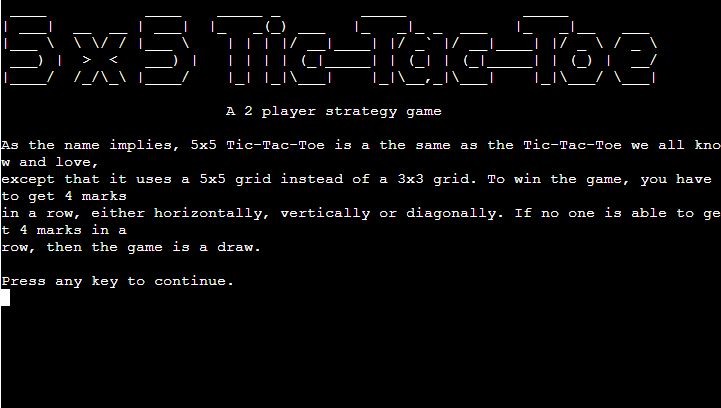 5x5 Tic-Tac-Toe
A 2 player strategy game
As the name implies, 5x5 Tic-Tac-Toe is a the same as the Tic-Tac-Toe we all kno
w and love,
except that it uses a 5x5 grid instead of a 3x3 grid. To win the game, you have
to get 4 marks
in a row, either horizontally, vertically or diagonally. If no one is able to ge
t 4 marks in a
row, then the game is a draw.
Press any key to continue.